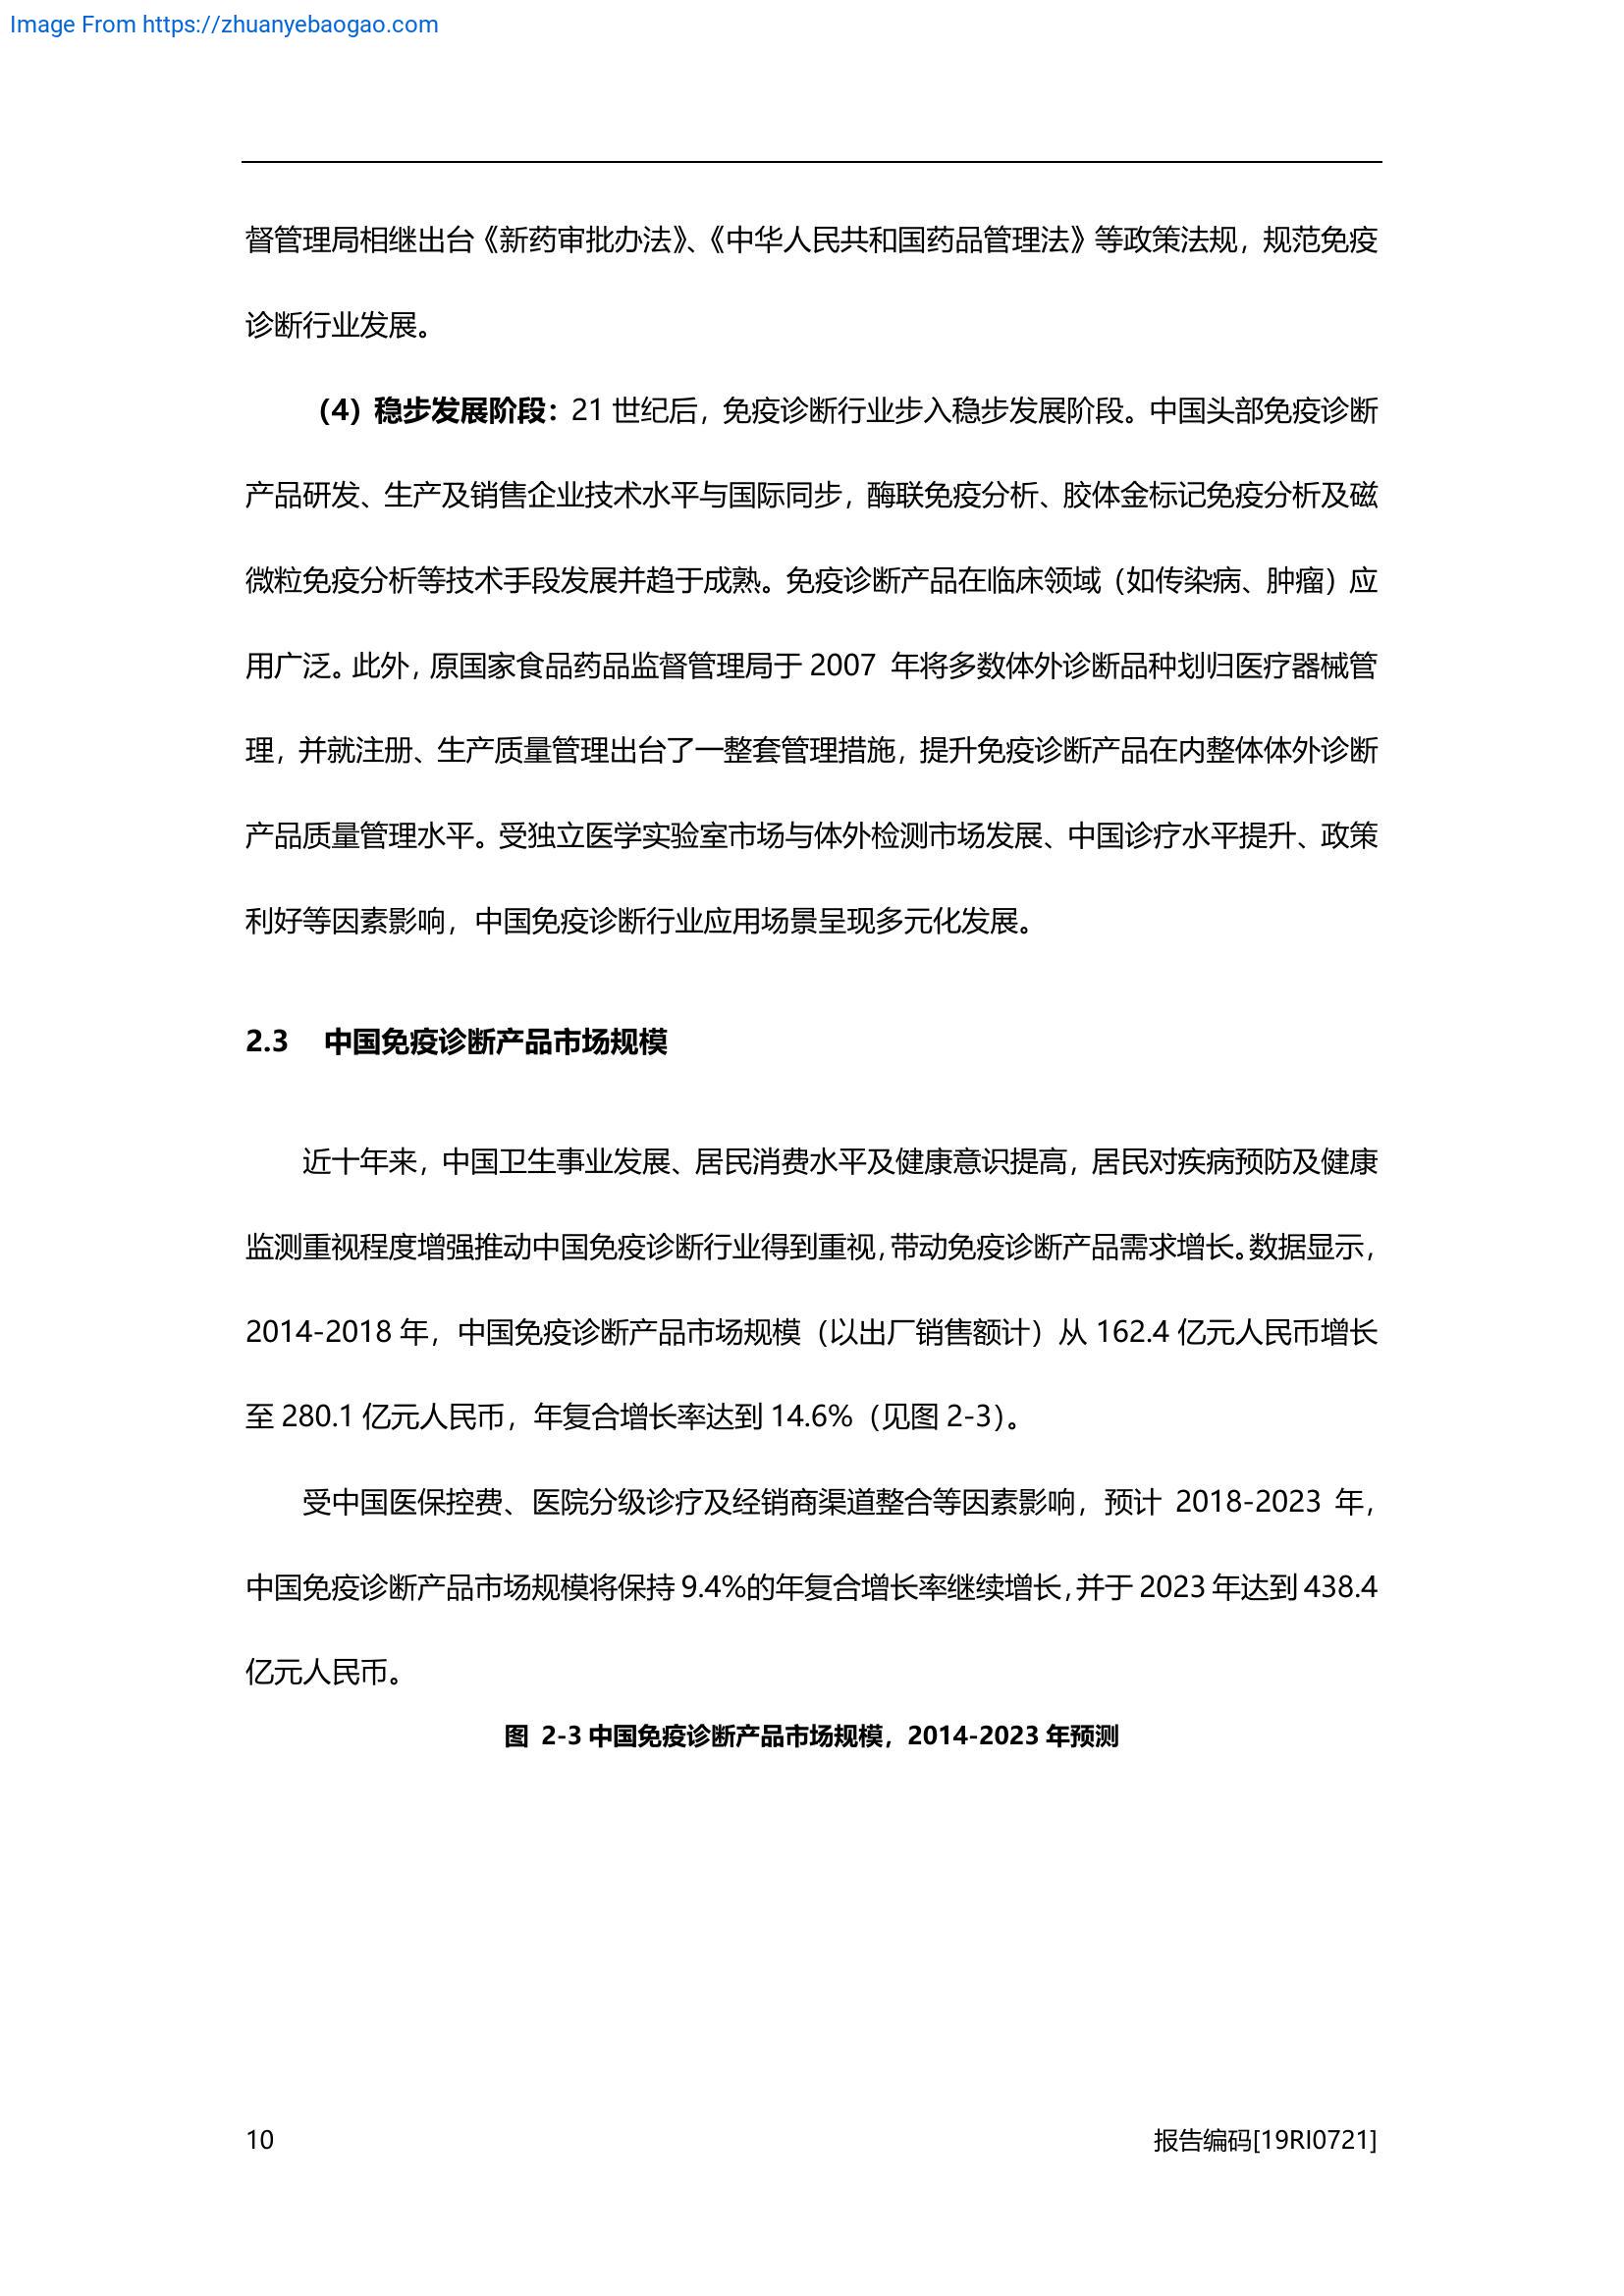 Image From https://zhuanyebaogao.com
督管理局相继出台《新药审批办法》、《中华人民共和国药品管理法》等政策法规，规范免疫
诊断行业发展。
（4）稳步发展阶段：21 世纪后，免疫诊断行业步入稳步发展阶段。中国头部免疫诊断
产品研发、生产及销售企业技术水平与国际同步，酶联免疫分析、胶体金标记免疫分析及磁
微粒免疫分析等技术手段发展并趋于成熟。免疫诊断产品在临床领域（如传染病、肿瘤）应
用广泛。此外，原国家食品药品监督管理局于 2007 年将多数体外诊断品种划归医疗器械管
理，并就注册、生产质量管理出台了一整套管理措施，提升免疫诊断产品在内整体体外诊断
产品质量管理水平。受独立医学实验室市场与体外检测市场发展、中国诊疗水平提升、政策
利好等因素影响，中国免疫诊断行业应用场景呈现多元化发展。
2.3 中国免疫诊断产品市场规模
近十年来，中国卫生事业发展、居民消费水平及健康意识提高，居民对疾病预防及健康
监测重视程度增强推动中国免疫诊断行业得到重视，带动免疫诊断产品需求增长。数据显示，
2014-2018 年，中国免疫诊断产品市场规模（以出厂销售额计）从 162.4 亿元人民币增长
至 280.1 亿元人民币，年复合增长率达到 14.6%（见图 2-3）。
受中国医保控费、医院分级诊疗及经销商渠道整合等因素影响，预计 2018-2023 年，
中国免疫诊断产品市场规模将保持 9.4%的年复合增长率继续增长，并于 2023 年达到 438.4
亿元人民币。
图 2-3 中国免疫诊断产品市场规模，2014-2023 年预测
10 报告编码[19RI0721]